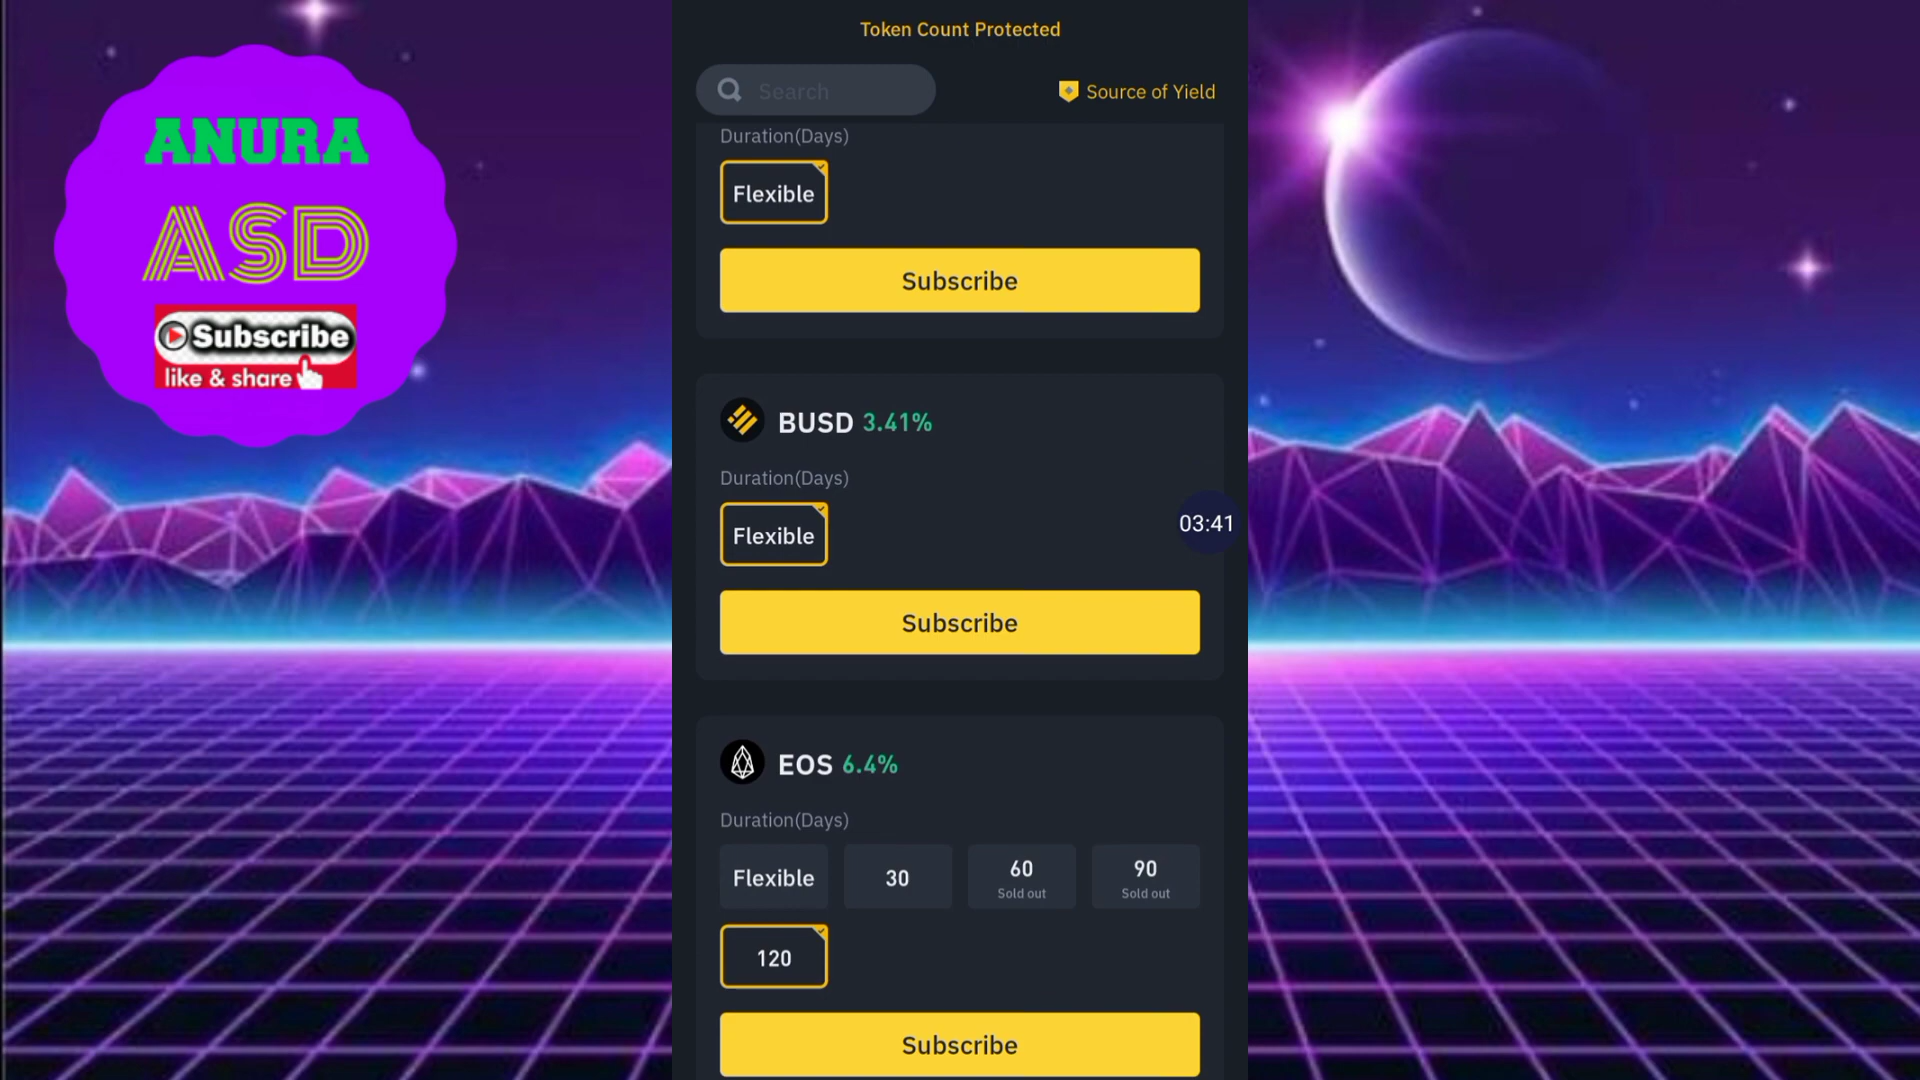 ANURA
ASD
Subscribe
like & share
Token Count Protected
Search
Source of Yield
Duration(Days)
Flexible
Subscribe
BUSD 3.41%
Duration(Days)
Flexible
03:41
Subscribe
EOS 6.4%
Duration(Days)
Flexible
30
60
Sold out
90
Sold out
120
Subscribe